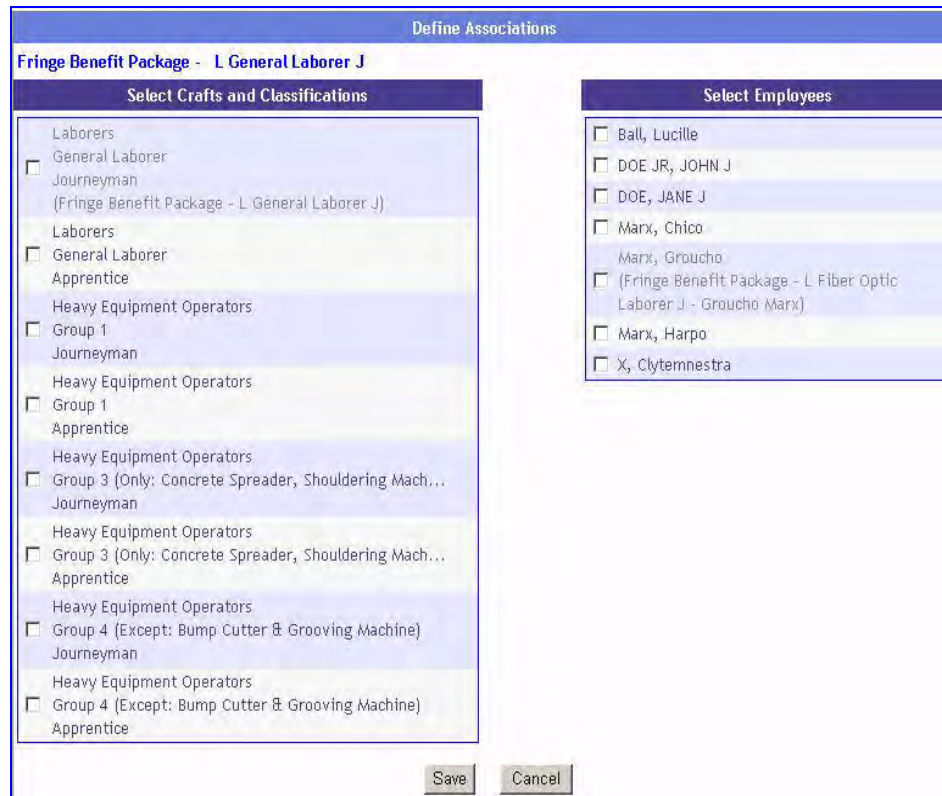 Define Associations
Fringe Benefit Package - L General Laborer J
Select Crafts and Classifications
Laborers
General Laborer
Journeyman
(Fringe Benefit Package - L General Laborer J)
Laborers
General Laborer
Apprentice
Heavy Equipment Operators
Group 1
Journeyman
Heavy Equipment Operators
Group 1
Apprentice
Heavy Equipment Operators
Group 3 (Only: Concrete Spreader, Shouldering Mach...
Journeyman
Heavy Equipment Operators
Group 3 (Only: Concrete Spreader, Shouldering Mach...
Apprentice
Heavy Equipment Operators
Group 4 (Except: Bump Cutter & Grooving Machine)
Journeyman
Heavy Equipment Operators
Group 4 (Except: Bump Cutter & Grooving Machine)
Apprentice
Select Employees
Ball, Lucille
DOE JR, JOHN J
DOE, JANE J
Marx, Chico
Marx, Groucho
(Fringe Benefit Package - L Fiber Optic
Laborer J - Groucho Marx)
Marx, Harpo
X, Clytemnestra
Save
Cancel